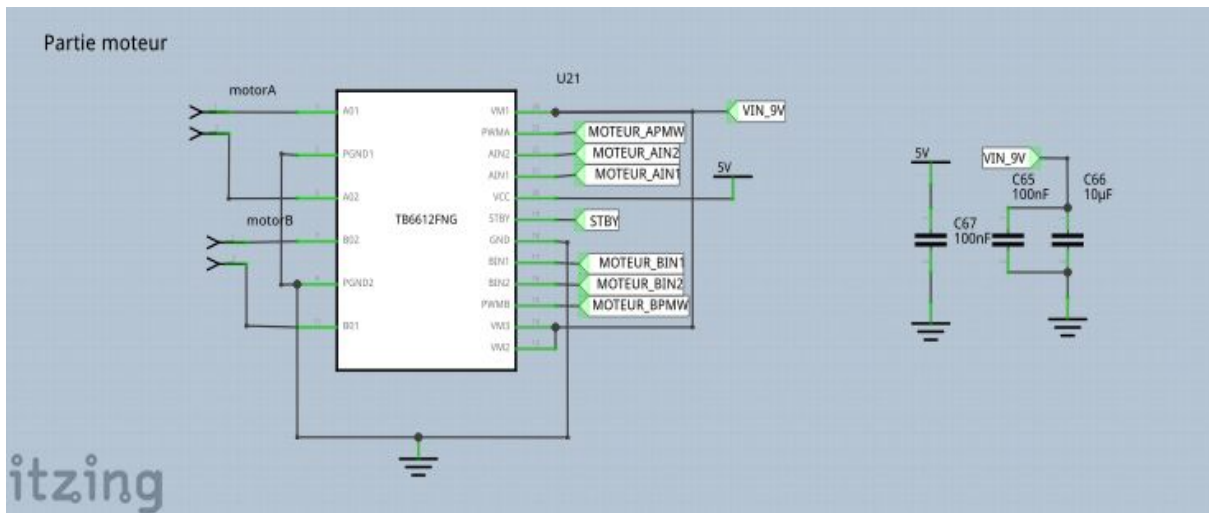 Partie moteur
U21
motorA
A01
VM1
VIN_9V
PWMA
MOTEUR_APMW
PGND1
AIN2
MOTEUR_AIN2
AIN1
MOTEUR_AIN1
A02
VCC
5V
motorB
TB6612FNG
STBY
STBY
B02
GND
BIN1
MOTEUR_BIN1
PGND2
BIN2
MOTEUR_BIN2
PWMB
MOTEUR_BPMW
B01
VM3
VM2
5V
VIN_9V
C65
100nF
C66
10µF
C67
100nF
itzing